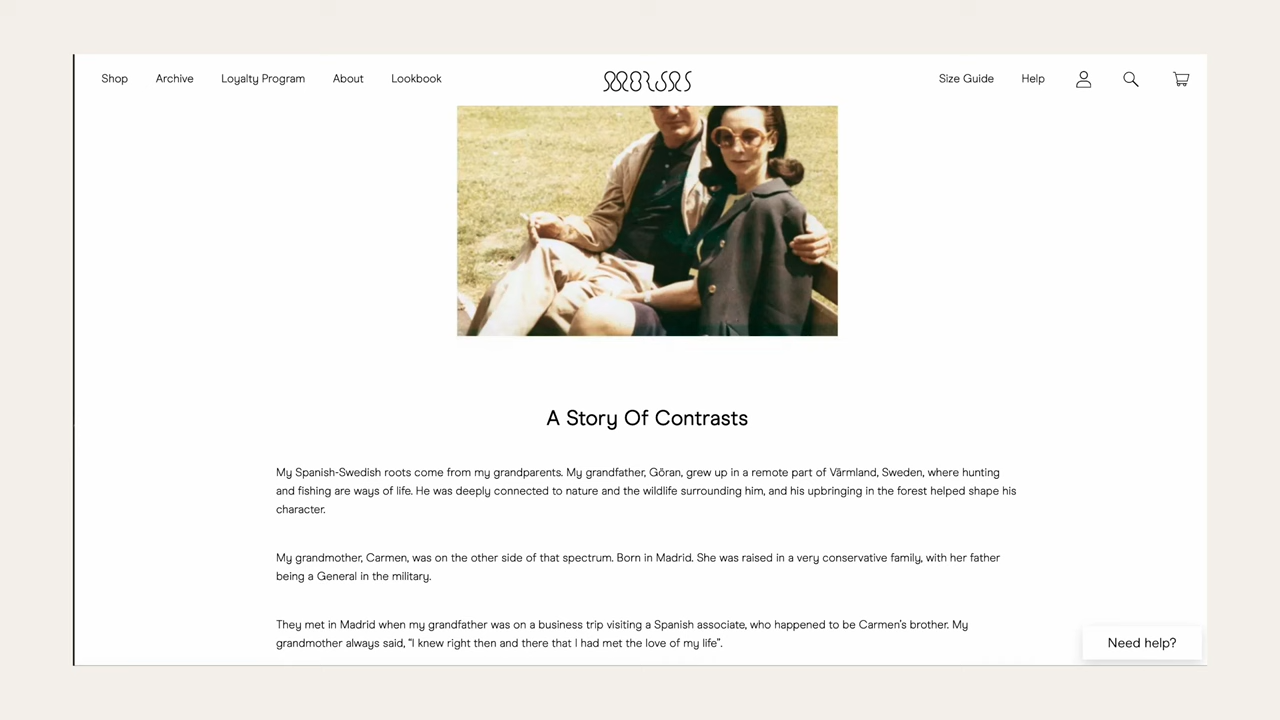 Shop Archive Loyalty Program About Lookbook
Size Guide Help
A Story Of Contrasts
My Spanish-Swedish roots come from my grandparents. My grandfather, Göran, grew up in a remote part of Värmland, Sweden, where hunting
and fishing are ways of life. He was deeply connected to nature and the wildlife surrounding him, and his upbringing in the forest helped shape his
character.
My grandmother, Carmen, was on the other side of that spectrum. Born in Madrid. She was raised in a very conservative family, with her father
being a General in the military.
They met in Madrid when my grandfather was on a business trip visiting a Spanish associate, who happened to be Carmen’s brother. My
grandmother always said, “I knew right then and there that I had met the love of my life”.
Need help?